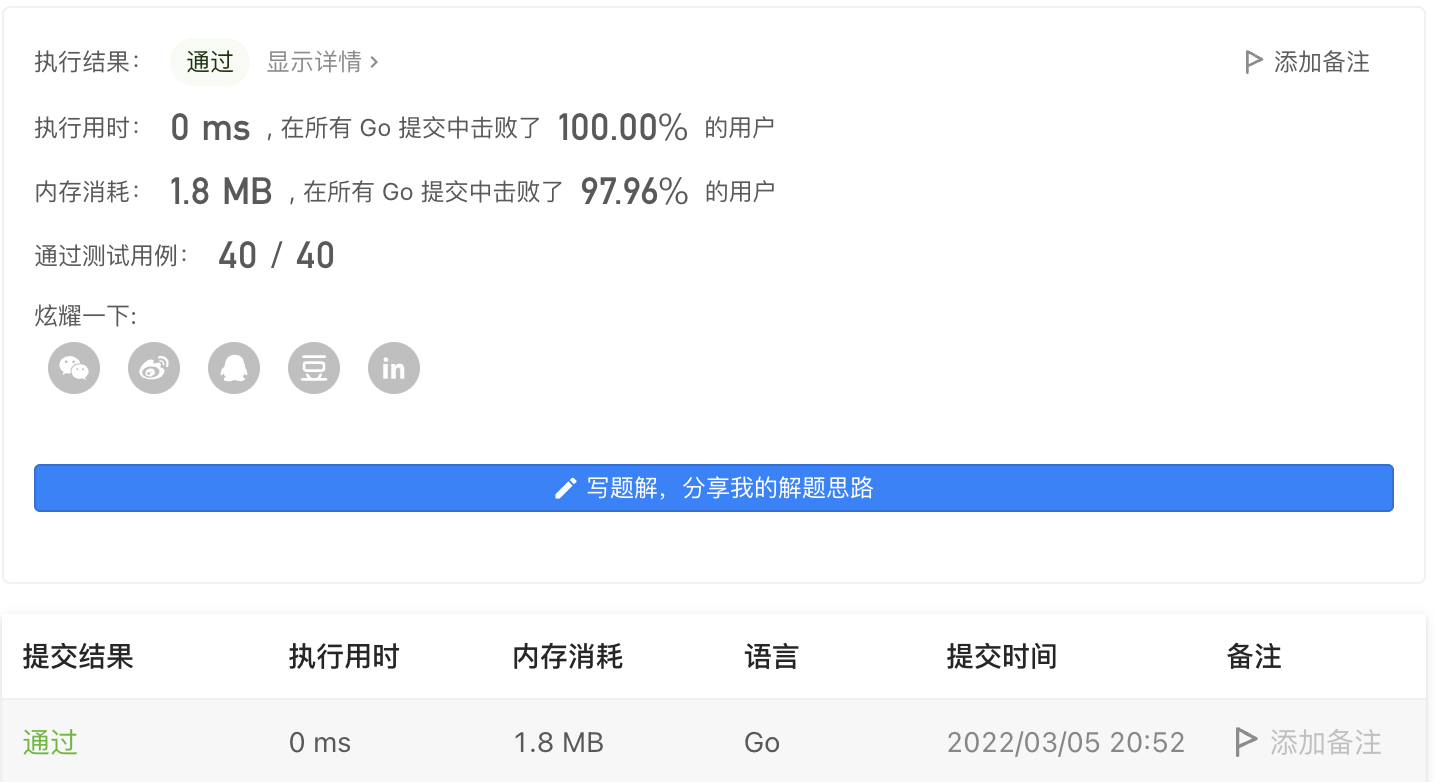 执行结果： 通过 显示详情 > 添加备注
执行用时： 0 ms , 在所有 Go 提交中击败了 100.00% 的用户
内存消耗： 1.8 MB , 在所有 Go 提交中击败了 97.96% 的用户
通过测试用例： 40 / 40
炫耀一下:
豆 in
写题解，分享我的解题思路
提交结果 执行用时 内存消耗 语言 提交时间 备注
通过 0 ms 1.8 MB Go 2022/03/05 20:52 添加备注